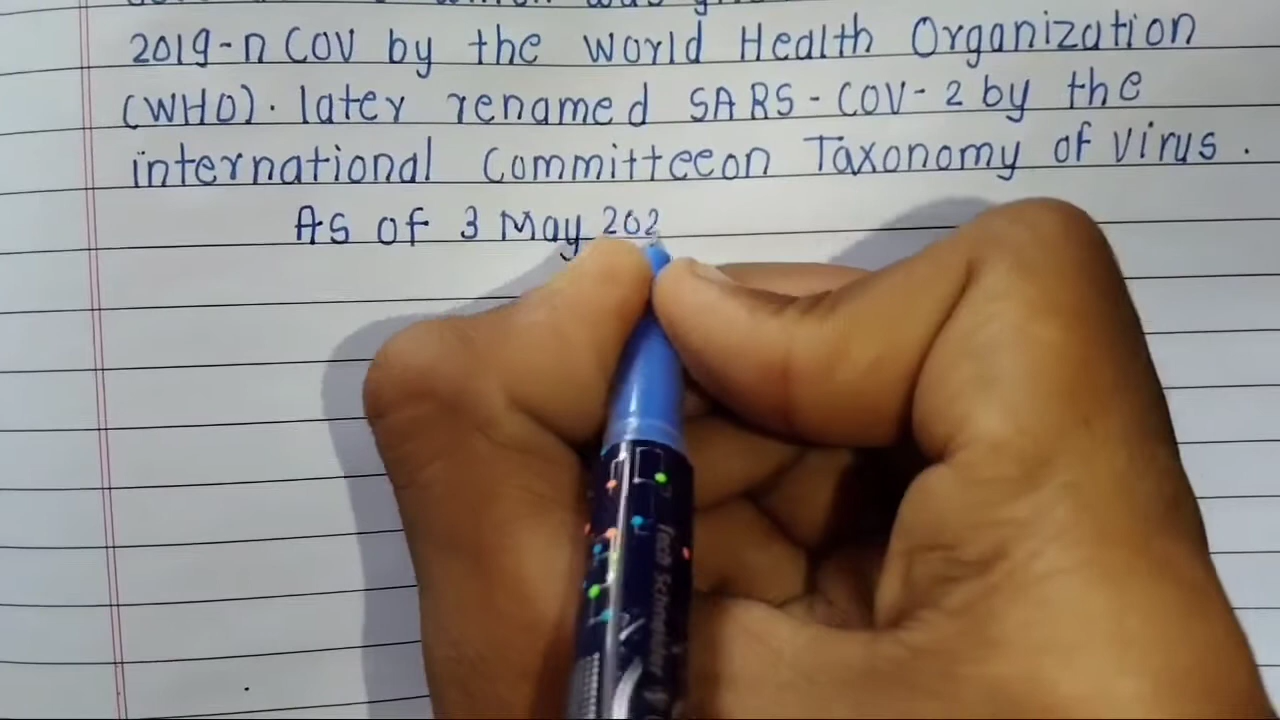 2019-n COV by the World Health Organization
(WHO). later renamed SARS-COV-2 by the
international Committeeon Taxonomy of Virus.
As of 3 May 202